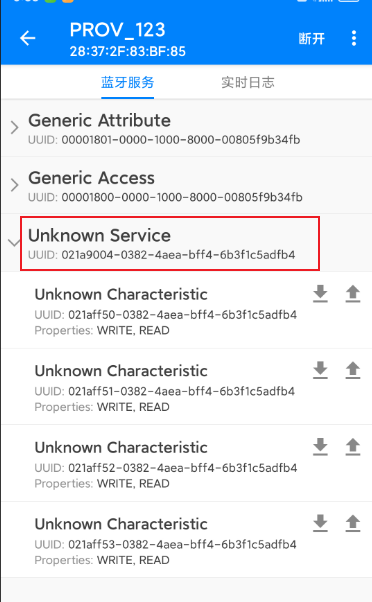 PROV_123
28:37:2F:83:BF:85
断开
蓝牙服务
实时日志
Generic Attribute
UUID: 00001801-0000-1000-8000-00805f9b34fb
Generic Access
UUID: 00001800-0000-1000-8000-00805f9b34fb
Unknown Service
UUID: 021a9004-0382-4aea-bff4-6b3f1c5adfb4
Unknown Characteristic
UUID: 021aff50-0382-4aea-bff4-6b3f1c5adfb4
Properties: WRITE, READ
Unknown Characteristic
UUID: 021aff51-0382-4aea-bff4-6b3f1c5adfb4
Properties: WRITE, READ
Unknown Characteristic
UUID: 021aff52-0382-4aea-bff4-6b3f1c5adfb4
Properties: WRITE, READ
Unknown Characteristic
UUID: 021aff53-0382-4aea-bff4-6b3f1c5adfb4
Properties: WRITE, READ